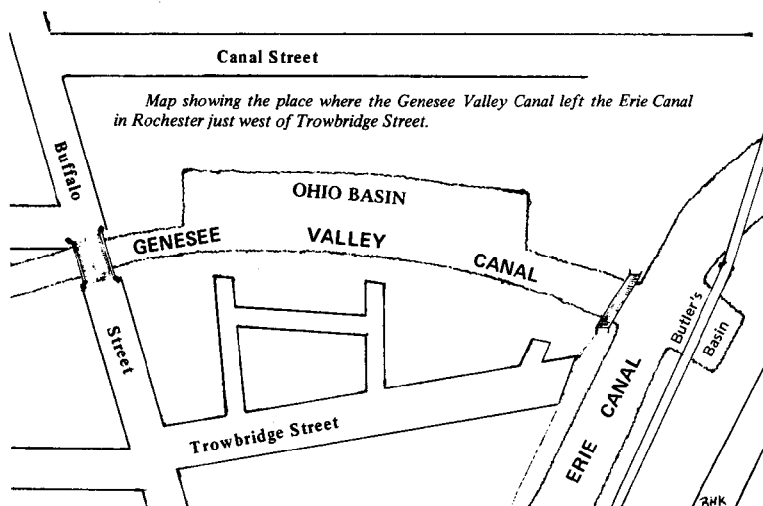 Canal Street
Map showing the place where the Genesee Valley Canal left the Erie Canal
in Rochester just west of Trowbridge Street.
Buffalo
Street
OHIO BASIN
GENESEE VALLEY CANAL
Butler's
Basin
ERIE CANAL
Trowbridge Street
RHK